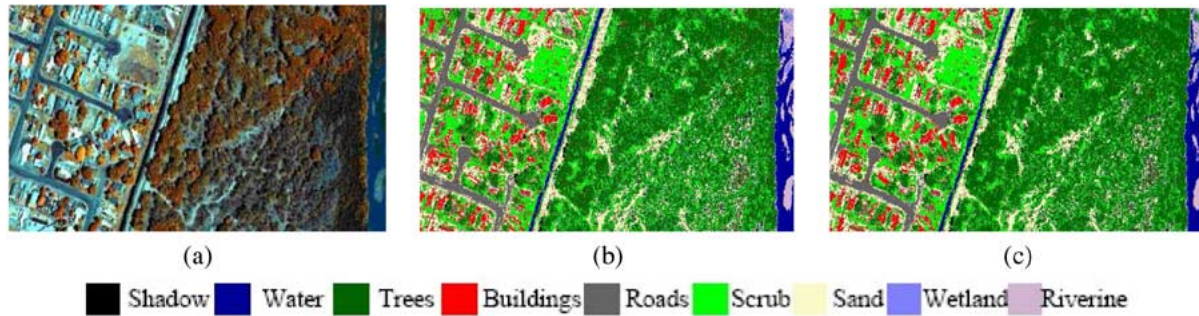 (a) (b) (c)
Shadow Water Trees Buildings Roads Scrub Sand Wetland Riverine